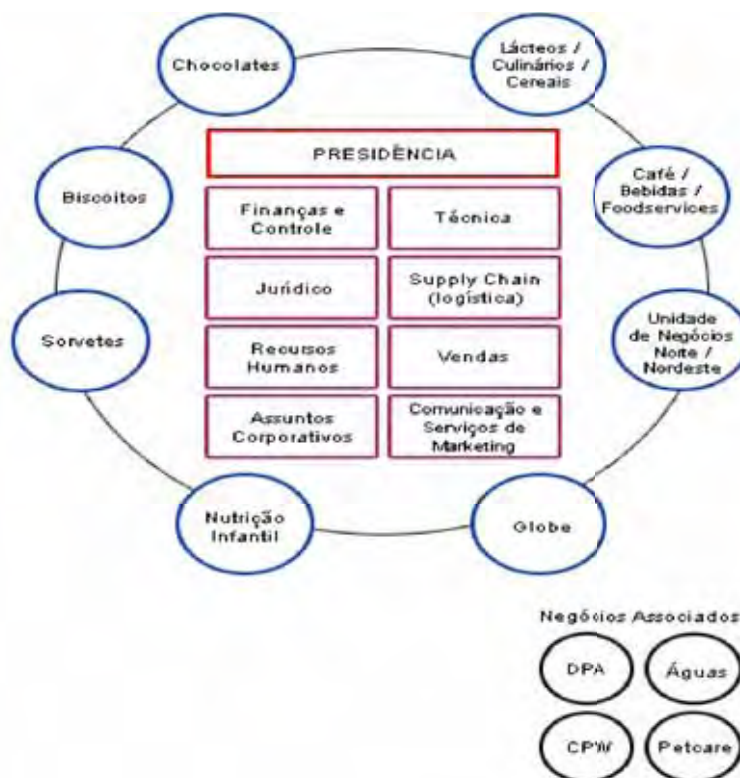 Chocolates
Lácteos /
Culinários /
Cereais
PRESIDÊNCIA
Biscoitos
Café /
Bebidas /
Foodservices
Finanças e
Controle
Técnica
Jurídico
Supply Chain
(logística)
Sorvetes
Unidade
de Negócios
Norte /
Nordeste
Recursos
Humanos
Vendas
Assuntos
Corporativos
Comunicação e
Serviços de
Marketing
Nutrição
Infantil
Globe
Negócios Associados
DPA
Águas
CPW
Petcare